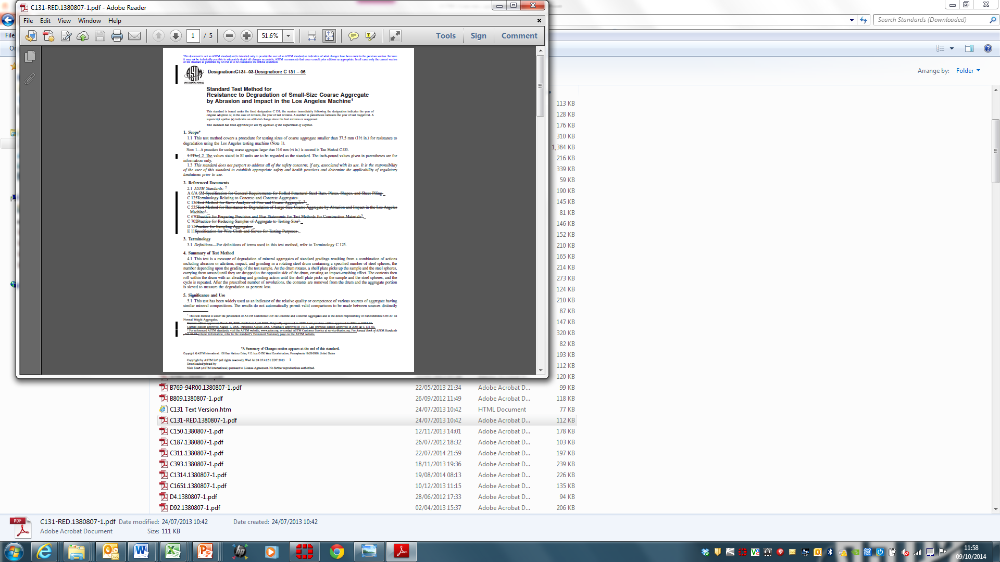 C131-RED.1380807-1.pdf - Adobe Reader
File Edit View Window Help
1 / 5 51.6% Tools Sign Comment
Search Standards (Downloaded)
Arrange by: Folder
This document is not an ASTM standard and is intended only to provide the user of an ASTM standard an indication of what changes have been made to the previous version. Because
it may not be technically possible to adequately depict all changes accurately, ASTM recommends that users consult prior editions as appropriate. In all cases only the current version
of the standard as published by ASTM is to be considered the official document.
ASTM
INTERNATIONAL
Designation:C131–03 Designation: C 131 – 06
Standard Test Method for
Resistance to Degradation of Small-Size Coarse Aggregate
by Abrasion and Impact in the Los Angeles Machine1
This standard is issued under the fixed designation C 131; the number immediately following the designation indicates the year of
original adoption or, in the case of revision, the year of last revision. A number in parentheses indicates the year of last reapproval. A
superscript epsilon (ε) indicates an editorial change since the last revision or reapproval.
This standard has been approved for use by agencies of the Department of Defense.
1. Scope*
1.1 This test method covers a procedure for testing sizes of coarse aggregate smaller than 37.5 mm (1½ in.) for resistance to
degradation using the Los Angeles testing machine (Note 1).
NOTE 1—A procedure for testing coarse aggregate larger than 19.0 mm (¾ in.) is covered in Test Method C 535.
1.2The1.2 The values stated in SI units are to be regarded as the standard. The inch-pound values given in parentheses are for
information only.
1.3 This standard does not purport to address all of the safety concerns, if any, associated with its use. It is the responsibility
of the user of this standard to establish appropriate safety and health practices and determine the applicability of regulatory
limitations prior to use.
2. Referenced Documents
2.1 ASTM Standards: 2
A 6/A 6M Specification for General Requirements for Rolled Structural Steel Bars, Plates, Shapes, and Sheet Piling
C 125Terminology Relating to Concrete and Concrete Aggregates
C 136Test Method for Sieve Analysis of Fine and Coarse Aggregates
C 535Test Method for Resistance to Degradation of Large-Size Coarse Aggregate by Abrasion and Impact in the Los Angeles
Machine
C 670Practice for Preparing Precision and Bias Statements for Test Methods for Construction Materials
C 702Practice for Reducing Samples of Aggregate to Testing Size
D 75Practice for Sampling Aggregates
E 11Specification for Wire Cloth and Sieves for Testing Purposes
3. Terminology
3.1 Definitions—For definitions of terms used in this test method, refer to Terminology C 125.
4. Summary of Test Method
4.1 This test is a measure of degradation of mineral aggregates of standard gradings resulting from a combination of actions
including abrasion or attrition, impact, and grinding in a rotating steel drum containing a specified number of steel spheres, the
number depending upon the grading of the test sample. As the drum rotates, a shelf plate picks up the sample and the steel spheres,
carrying them around until they are dropped to the opposite side of the drum, creating an impact-crushing effect. The contents then
roll within the drum with an abrading and grinding action until the shelf plate picks up the sample and the steel spheres, and the
cycle is repeated. After the prescribed number of revolutions, the contents are removed from the drum and the aggregate portion
is sieved to measure the degradation as percent loss.
5. Significance and Use
5.1 This test has been widely used as an indicator of the relative quality or competence of various sources of aggregate having
similar mineral compositions. The results do not automatically permit valid comparisons to be made between sources distinctly
1 This test method is under the jurisdiction of ASTM Committee C09 on Concrete and Concrete Aggregates and is the direct responsibility of Subcommittee C09.20 on
Normal Weight Aggregates.
Current edition approved March 10, 2003. Published April 2003. Originally approved in 1937. Last previous edition approved in 2001 as C131-01.
Current edition approved August 1, 2006. Published August 2006. Originally approved in 1937. Last previous edition approved in 2003 as C 131-03.
For referenced ASTM standards, visit the ASTM website, www.astm.org, or contact ASTM Customer Service at service@astm.org. For Annual Book of ASTM Standards
, Vol 04.01.volume information, refer to the standard's Document Summary page on the ASTM website.
*A Summary of Changes section appears at the end of this standard.
Copyright © ASTM International, 100 Barr Harbour Drive, P.O. box C-700 West Conshohocken, Pennsylvania 19428-2959, United States
Copyright by ASTM Int'l (all rights reserved); Wed Jul 24 05:41:51 EDT 2013 1
Downloaded/printed by
Nick Ecart (ASTM International) pursuant to License Agreement. No further reproductions authorized.
113 KB
128 KB
176 KB
310 KB
1,384 KB
216 KB
339 KB
59 KB
190 KB
145 KB
81 KB
146 KB
152 KB
210 KB
165 KB
214 KB
273 KB
124 KB
210 KB
87 KB
147 KB
320 KB
82 KB
193 KB
112 KB
120 KB
B769-94R00.1380807-1.pdf 22/05/2013 21:34 Adobe Acrobat D... 99 KB
B809.1380807-1.pdf 26/09/2012 11:49 Adobe Acrobat D... 118 KB
C131 Text Version.htm 24/07/2013 10:42 HTML Document 77 KB
C131-RED.1380807-1.pdf 24/07/2013 10:42 Adobe Acrobat D... 112 KB
C150.1380807-1.pdf 12/11/2013 14:01 Adobe Acrobat D... 178 KB
C187.1380807-1.pdf 26/07/2012 18:32 Adobe Acrobat D... 103 KB
C311.1380807-1.pdf 22/07/2014 21:59 Adobe Acrobat D... 197 KB
C393.1380807-1.pdf 18/11/2013 19:36 Adobe Acrobat D... 239 KB
C1314.1380807-1.pdf 19/08/2014 08:13 Adobe Acrobat D... 226 KB
C1651.1380807-1.pdf 10/12/2013 11:15 Adobe Acrobat D... 135 KB
D4.1380807-1.pdf 28/06/2012 17:33 Adobe Acrobat D... 94 KB
D92.1380807-1.pdf 02/04/2013 15:37 Adobe Acrobat D... 206 KB
PDF
C131-RED.1380807-1.pdf Date modified: 24/07/2013 10:42 Date created: 24/07/2013 10:42
Adobe Acrobat Document Size: 111 KB
11:58
09/10/2014